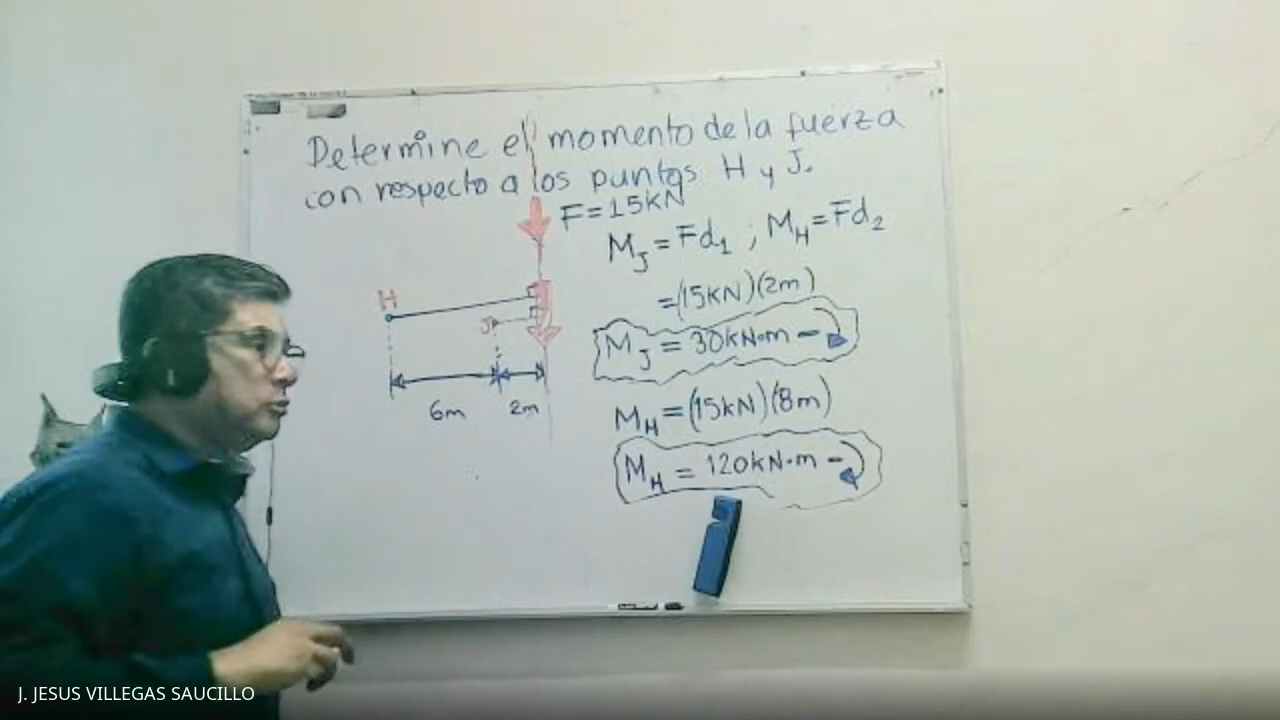 Determine el momento de la fuerza
con respecto a los puntos H y J.
F=15kN
M_J = Fd_1 ; M_H = Fd_2
=(15kN)(2m)
M_J = 30kN·m
M_H = (15kN)(8m)
M_H = 120kN·m
H
J
6m
2m
J. JESUS VILLEGAS SAUCILLO